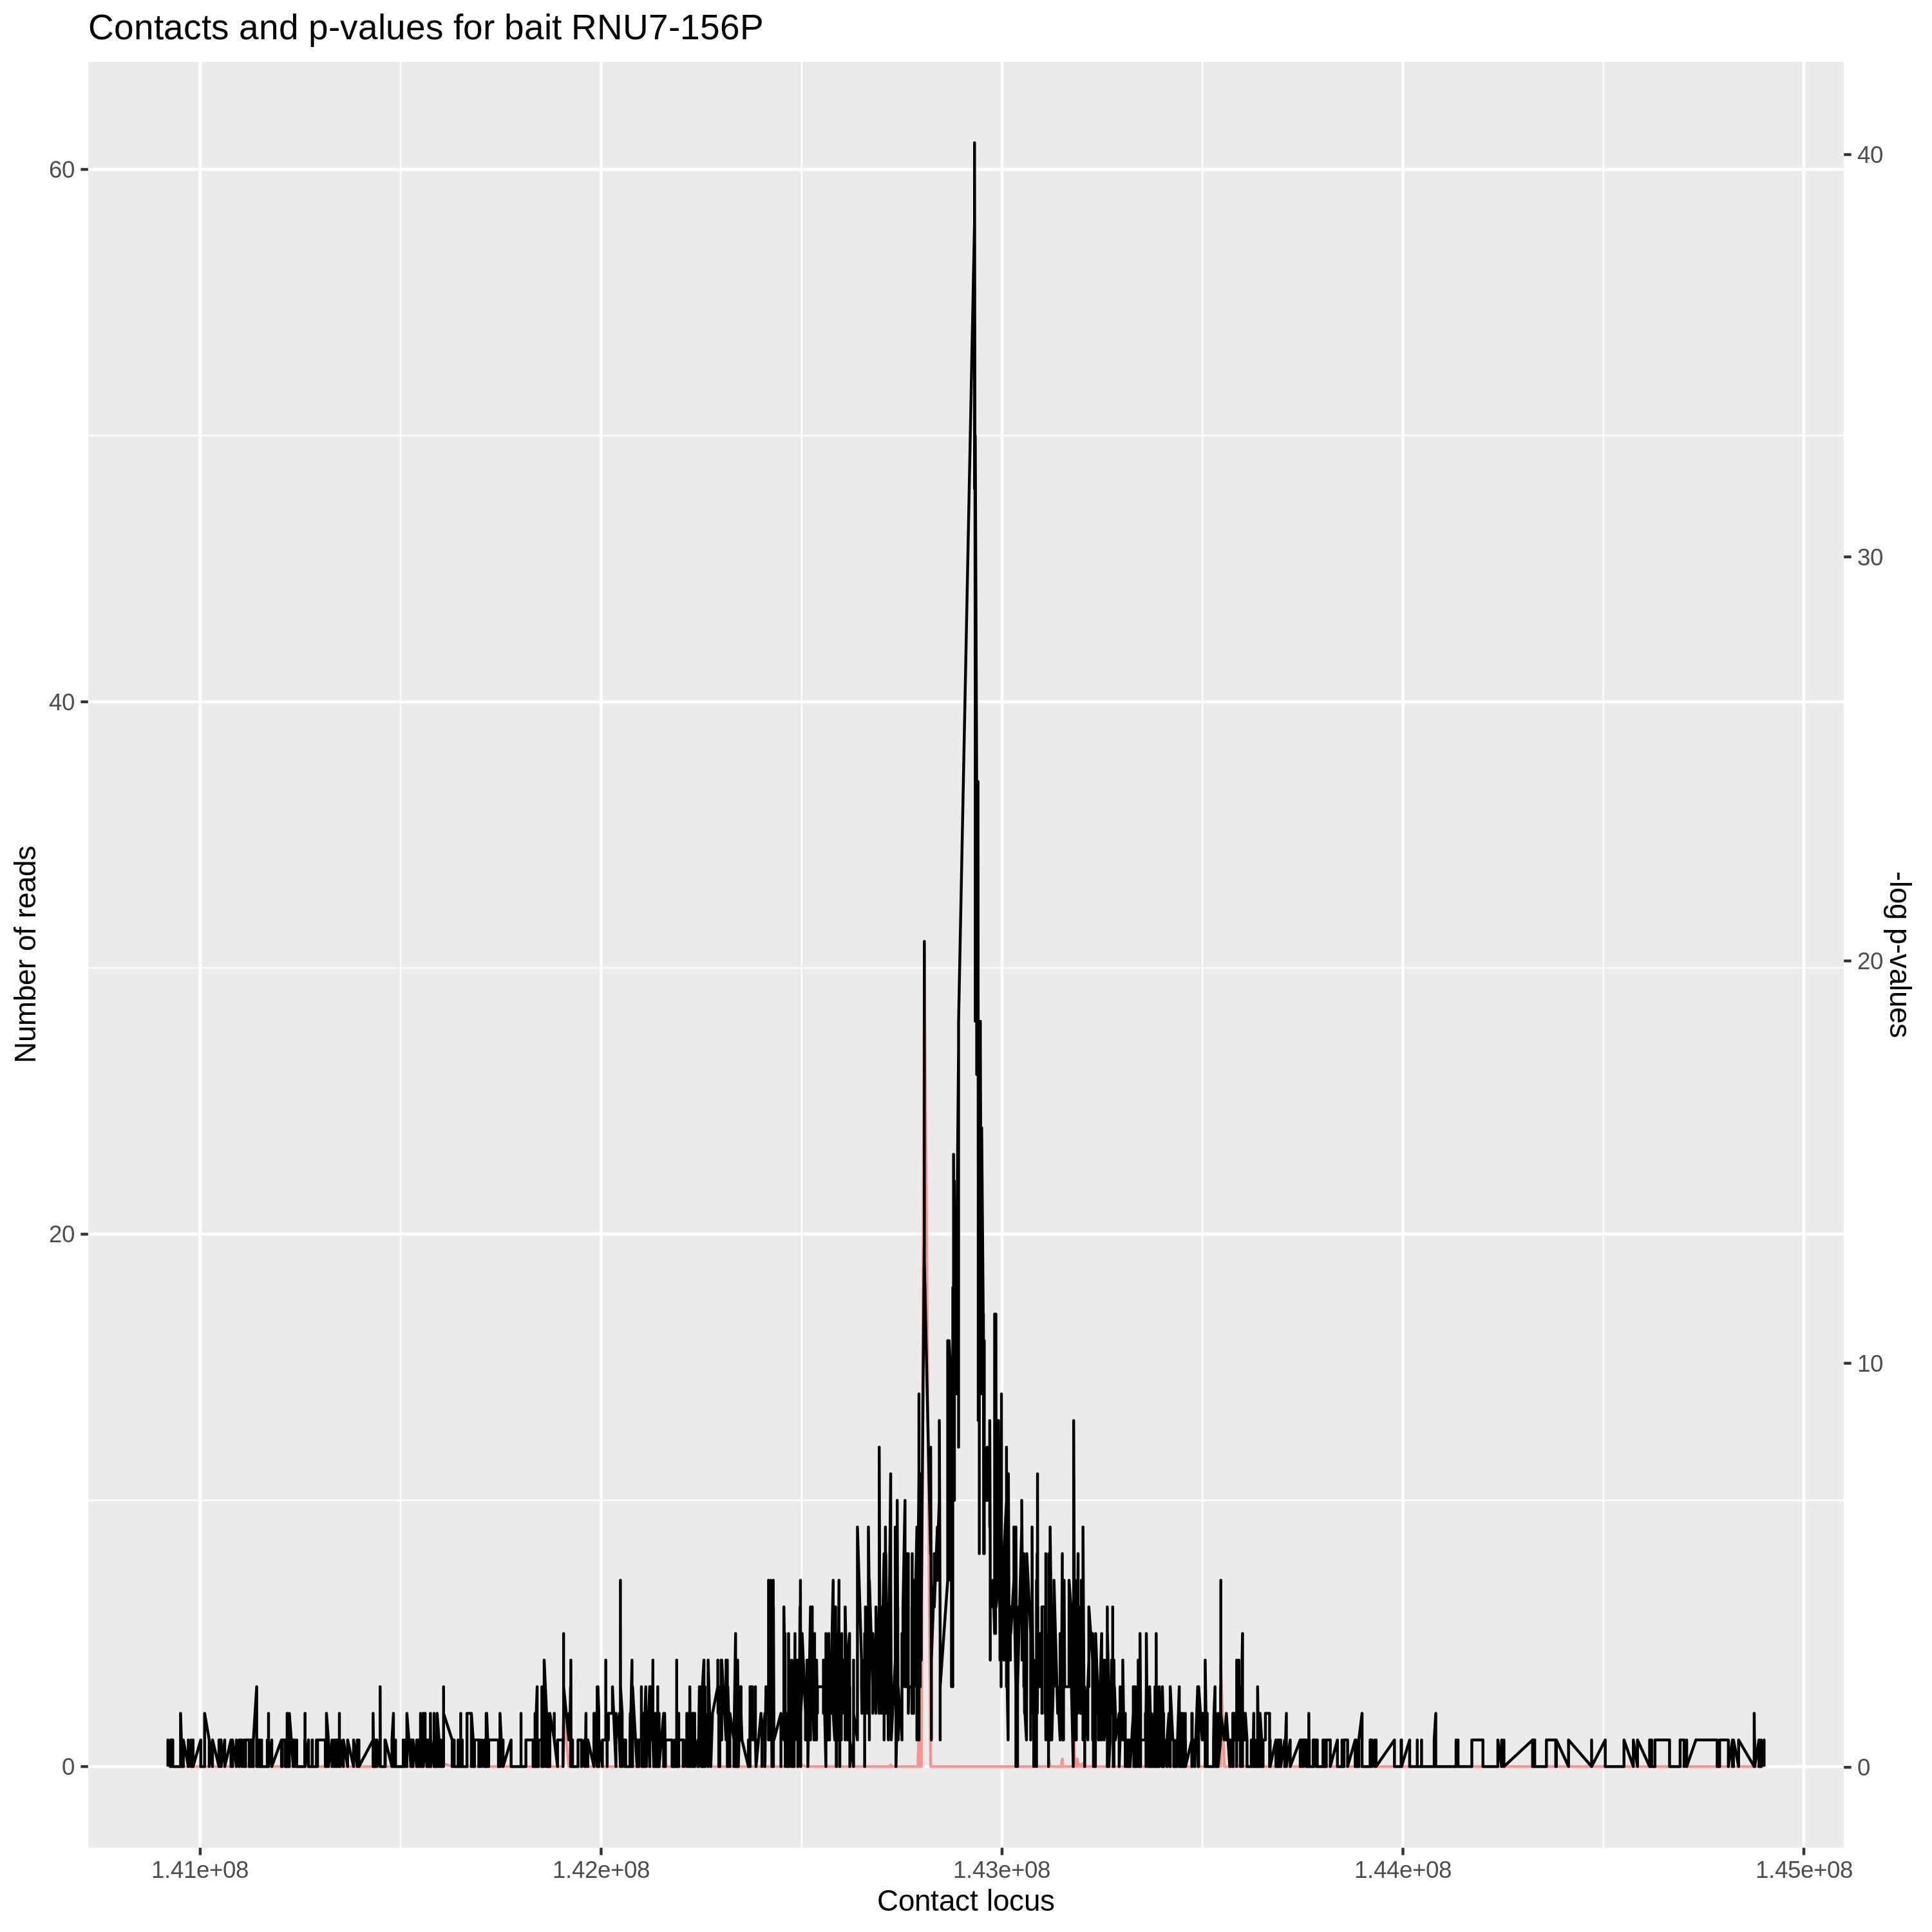 Contacts and p-values for bait RNU7-156P
60
40
20
0
Number of reads
40
30
20
10
0
-log p-values
1.41e+08
1.42e+08
1.43e+08
1.44e+08
1.45e+08
Contact locus